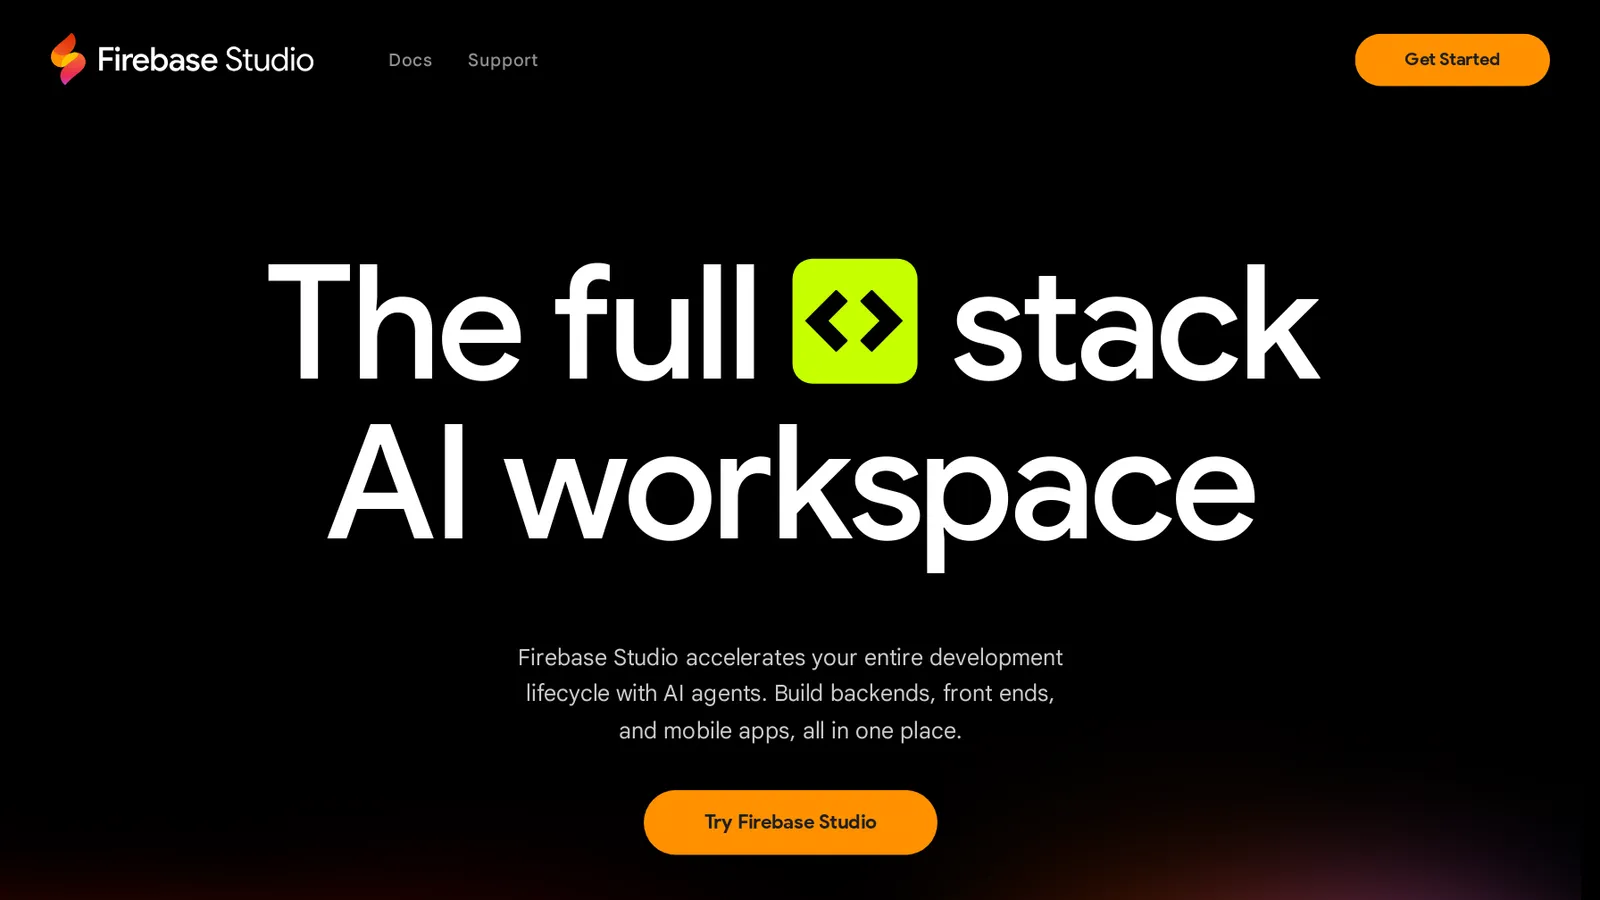 Firebase Studio
Docs
Support
Get Started
The full <> stack
AI workspace
Firebase Studio accelerates your entire development
lifecycle with AI agents. Build backends, front ends,
and mobile apps, all in one place.
Try Firebase Studio